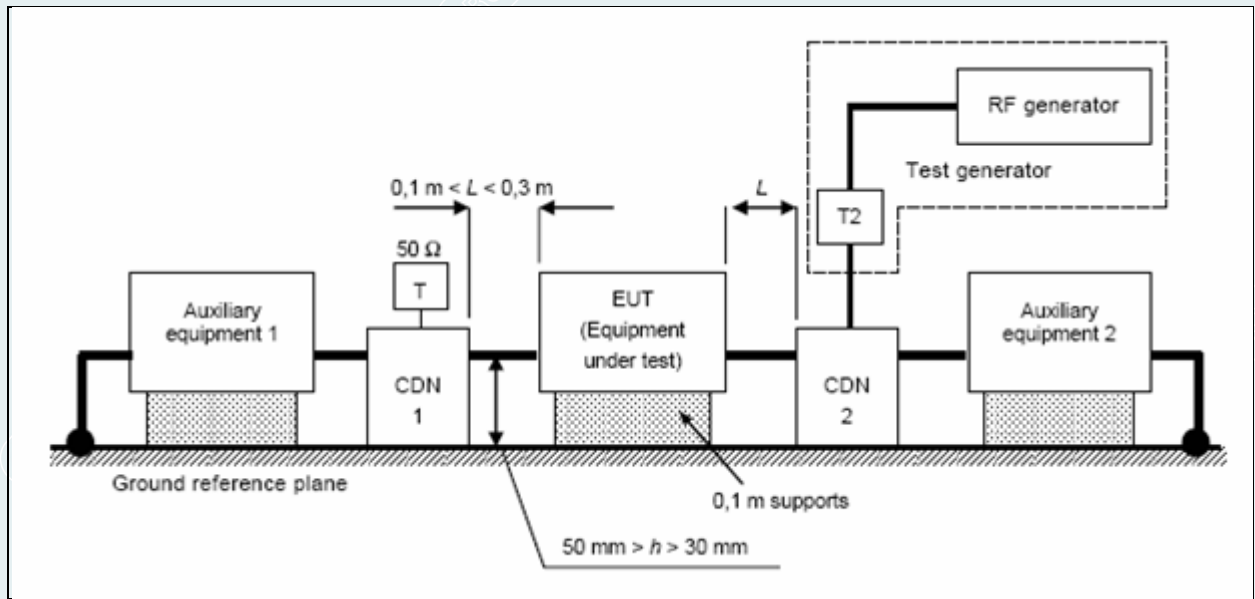 RF generator
Test generator
T2
0,1 m < L < 0,3 m
L
50 Ω
T
Auxiliary
equipment 1
CDN
1
EUT
(Equipment
under test)
CDN
2
Auxiliary
equipment 2
Ground reference plane
0,1 m supports
50 mm > h > 30 mm